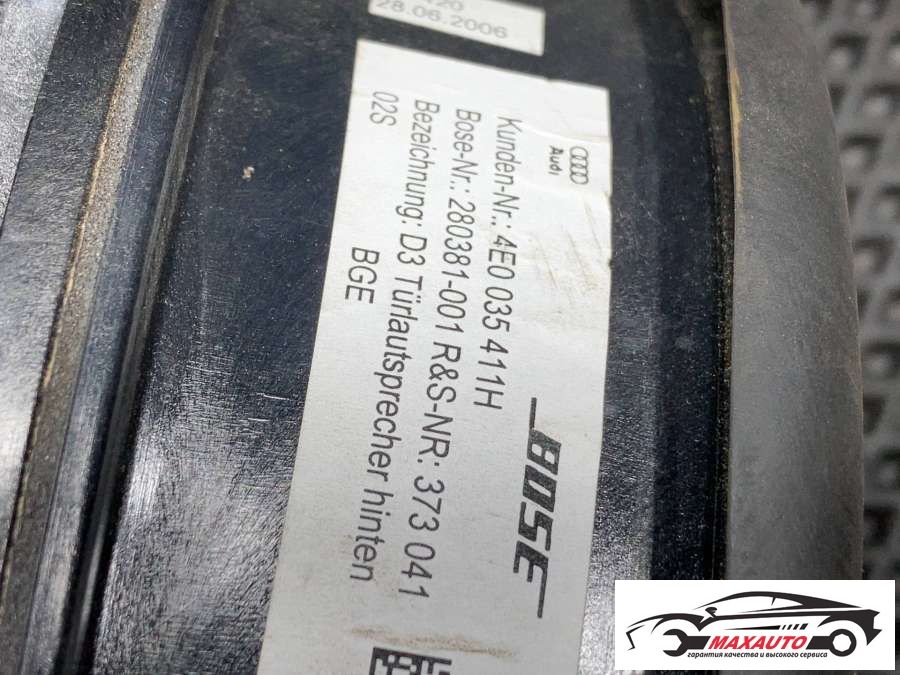 20
28.06.2006
Audi
BOSE
Kunden-Nr.: 4E0 035 411H
Bose-Nr.: 280381-001 R&S-NR: 373 041
Bezeichnung: D3 Türlautsprecher hinten
02S
BGE
MAXAUTO
гарантия качества и высокого сервиса